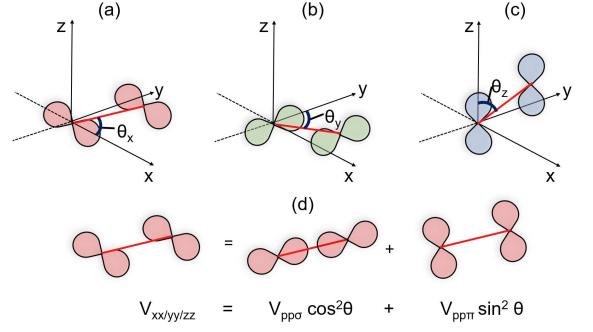 (a)
z
y
θx
x
(b)
z
y
θy
x
(c)
z
θz
y
x
(d)
= +
Vxx/yy/zz = Vppσ cos²θ + Vppπ sin² θ